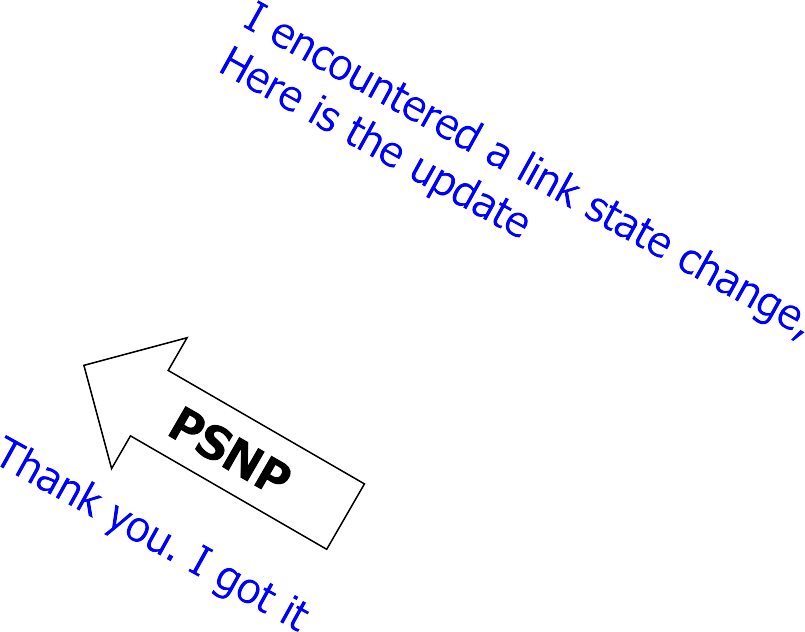 I encountered a link state change,
Here is the update
PSNP
Thank you. I got it